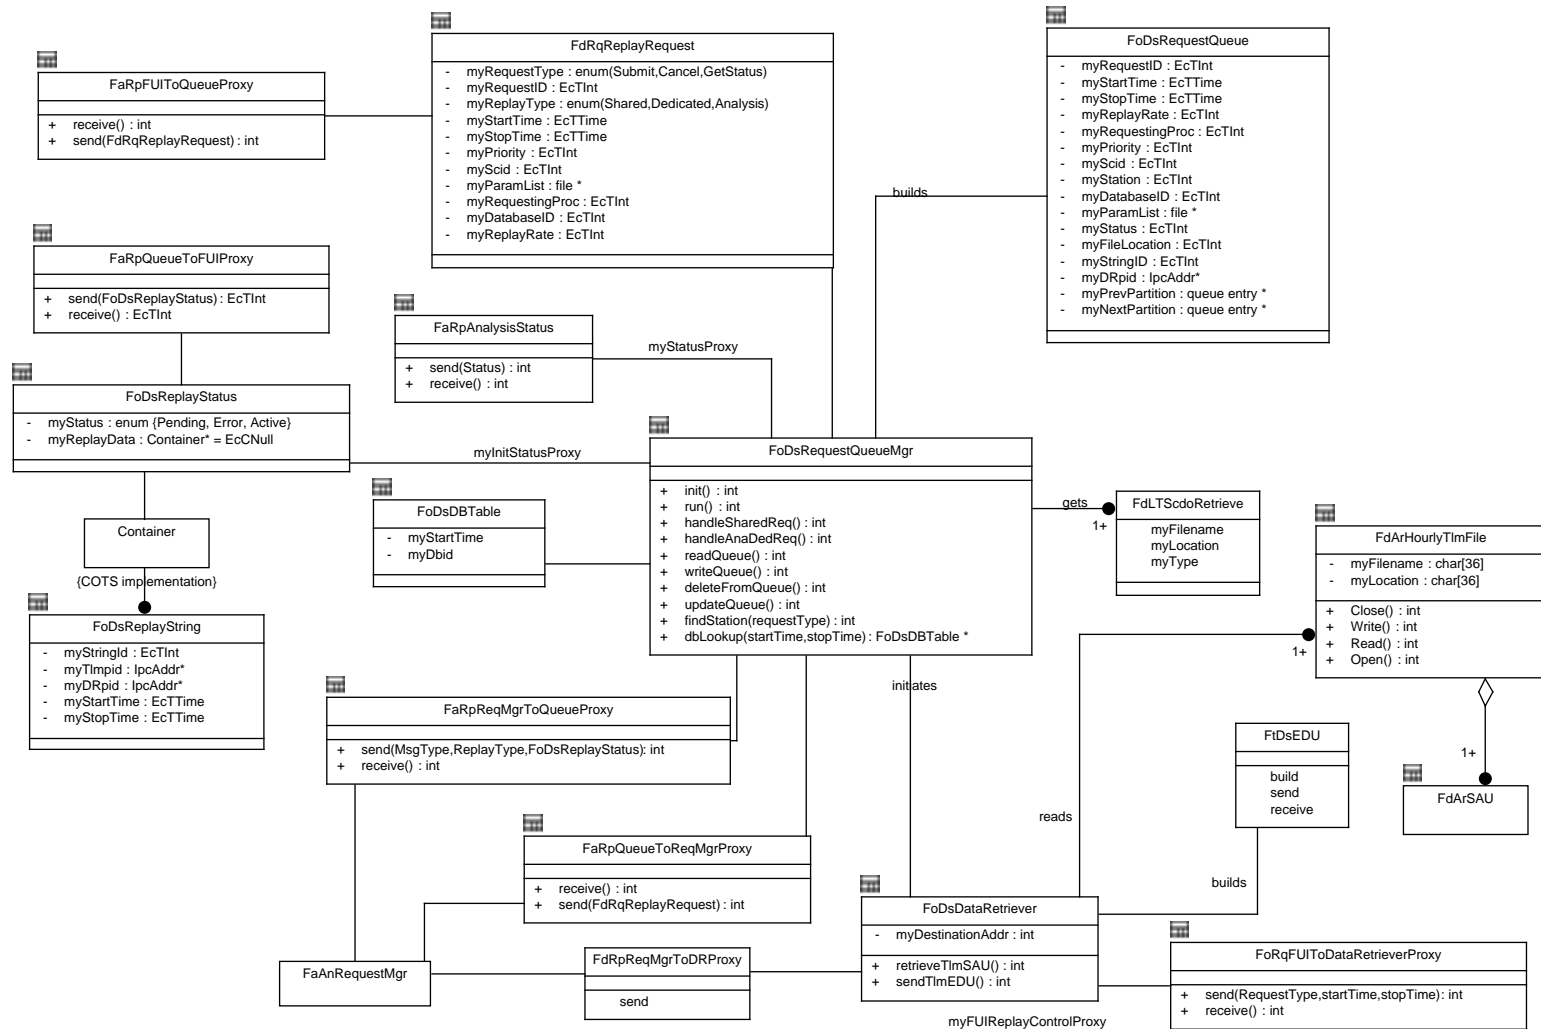 FaRpFUIToQueueProxy
+ receive() : int
+ send(FdRqReplayRequest) : int
FdRqReplayRequest
- myRequestType : enum(Submit,Cancel,GetStatus)
- myRequestID : EcTInt
- myReplayType : enum(Shared,Dedicated,Analysis)
- myStartTime : EcTTime
- myStopTime : EcTTime
- myPriority : EcTInt
- myScid : EcTInt
- myParamList : file *
- myRequestingProc : EcTInt
- myDatabaseID : EcTInt
- myReplayRate : EcTInt
FoDsRequestQueue
- myRequestID : EcTInt
- myStartTime : EcTTime
- myStopTime : EcTTime
- myReplayRate : EcTInt
- myRequestingProc : EcTInt
- myPriority : EcTInt
- myScid : EcTInt
- myStation : EcTInt
- myDatabaseID : EcTInt
- myParamList : file *
- myStatus : EcTInt
- myFileLocation : EcTInt
- myStringID : EcTInt
- myDRpid : IpcAddr*
- myPrevPartition : queue entry *
- myNextPartition : queue entry *
builds
FaRpQueueToFUIProxy
+ send(FoDsReplayStatus) : EcTInt
+ receive() : EcTInt
FaRpAnalysisStatus
+ send(Status) : int
+ receive() : int
myStatusProxy
FoDsReplayStatus
- myStatus : enum {Pending, Error, Active}
- myReplayData : Container* = EcCNull
myInitStatusProxy
FoDsRequestQueueMgr
+ init() : int
+ run() : int
+ handleSharedReq() : int
+ handleAnaDedReq() : int
+ readQueue() : int
+ writeQueue() : int
+ deleteFromQueue() : int
+ updateQueue() : int
+ findStation(requestType) : int
+ dbLookup(startTime,stopTime) : FoDsDBTable *
FoDsDBTable
- myStartTime
- myDbid
gets
1+
FdLTScdoRetrieve
myFilename
myLocation
myType
FdArHourlyTlmFile
- myFilename : char[36]
- myLocation : char[36]
+ Close() : int
+ Write() : int
+ Read() : int
+ Open() : int
1+
Container
{COTS implementation}
FoDsReplayString
- myStringId : EcTInt
- myTlmpid : IpcAddr*
- myDRpid : IpcAddr*
- myStartTime : EcTTime
- myStopTime : EcTTime
initiates
FaRpReqMgrToQueueProxy
+ send(MsgType,ReplayType,FoDsReplayStatus): int
+ receive() : int
FtDsEDU
build
send
receive
1+
FdArSAU
reads
builds
FaRpQueueToReqMgrProxy
+ receive() : int
+ send(FdRqReplayRequest) : int
FoDsDataRetriever
- myDestinationAddr : int
+ retrieveTlmSAU() : int
+ sendTlmEDU() : int
FaAnRequestMgr
FdRpReqMgrToDRProxy
send
FoRqFUIToDataRetrieverProxy
+ send(RequestType,startTime,stopTime): int
+ receive() : int
myFUIReplayControlProxy